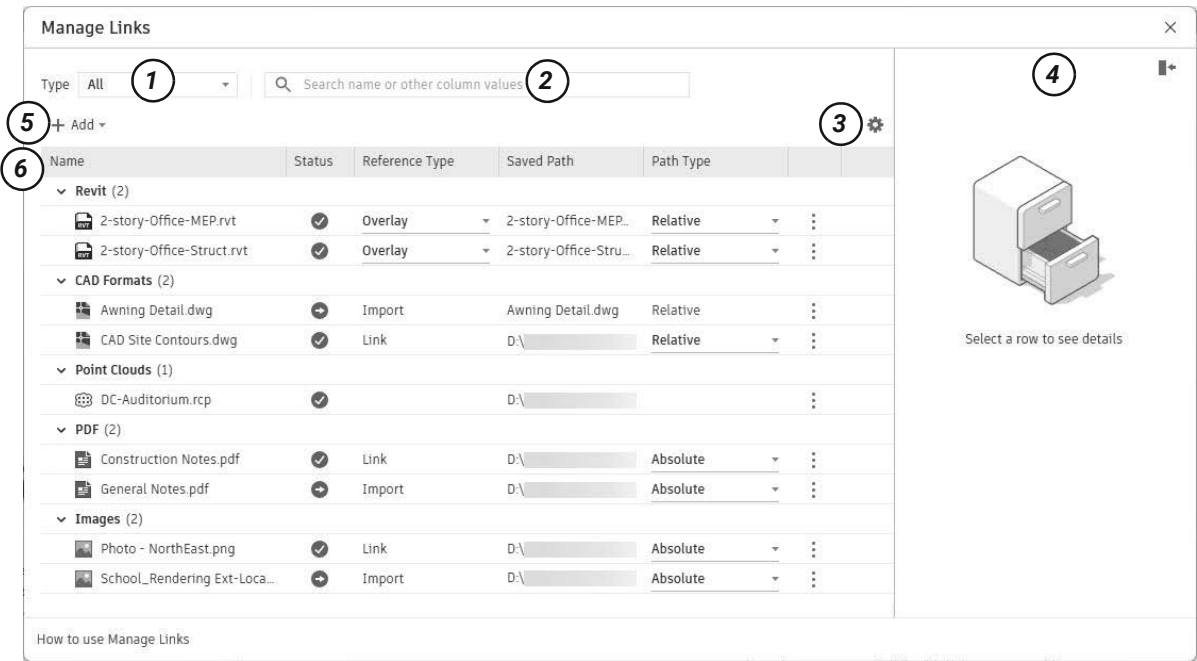 Manage Links
Type All 1 Search name or other column values 2 4
5 Add 3
6 Name Status Reference Type Saved Path Path Type
Revit (2)
2-story-Office-MEP.rvt Overlay 2-story-Office-MEP... Relative
2-story-Office-Struct.rvt Overlay 2-story-Office-Stru... Relative
CAD Formats (2)
Awning Detail.dwg Import Awning Detail.dwg Relative
CAD Site Contours.dwg Link D:\ Relative
Select a row to see details
Point Clouds (1)
DC-Auditorium.rcp D:\
PDF (2)
Construction Notes.pdf Link D:\ Absolute
General Notes.pdf Import D:\ Absolute
Images (2)
Photo - NorthEast.png Link D:\ Absolute
School_Rendering Ext-Loca... Import D:\ Absolute
How to use Manage Links